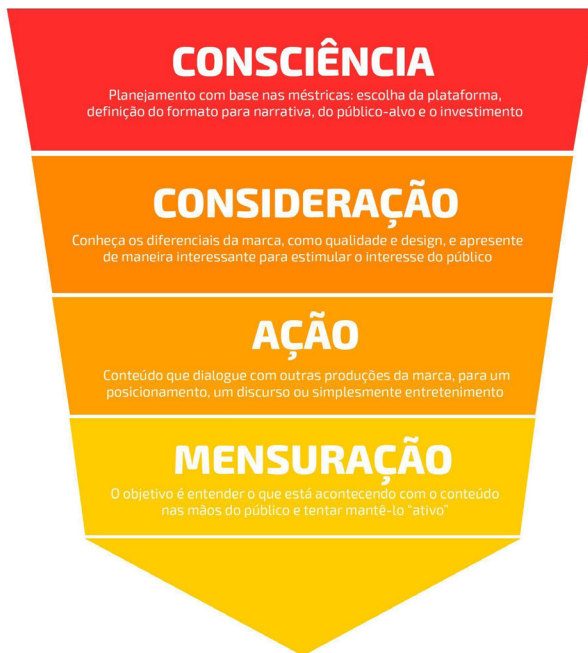 CONSCIÊNCIA
Planejamento com base nas méstricas: escolha da plataforma,
definição do formato para narrativa, do público-alvo e o investimento
CONSIDERAÇÃO
Conheça os diferenciais da marca, como qualidade e design, e apresente
de maneira interessante para estimular o interesse do público
AÇÃO
Conteúdo que dialogue com outras produções da marca, para um
posicionamento, um discurso ou simplesmente entretenimento
MENSURAÇÃO
O objetivo é entender o que está acontecendo com o conteúdo
nas mãos do público e tentar mantê-lo "ativo"